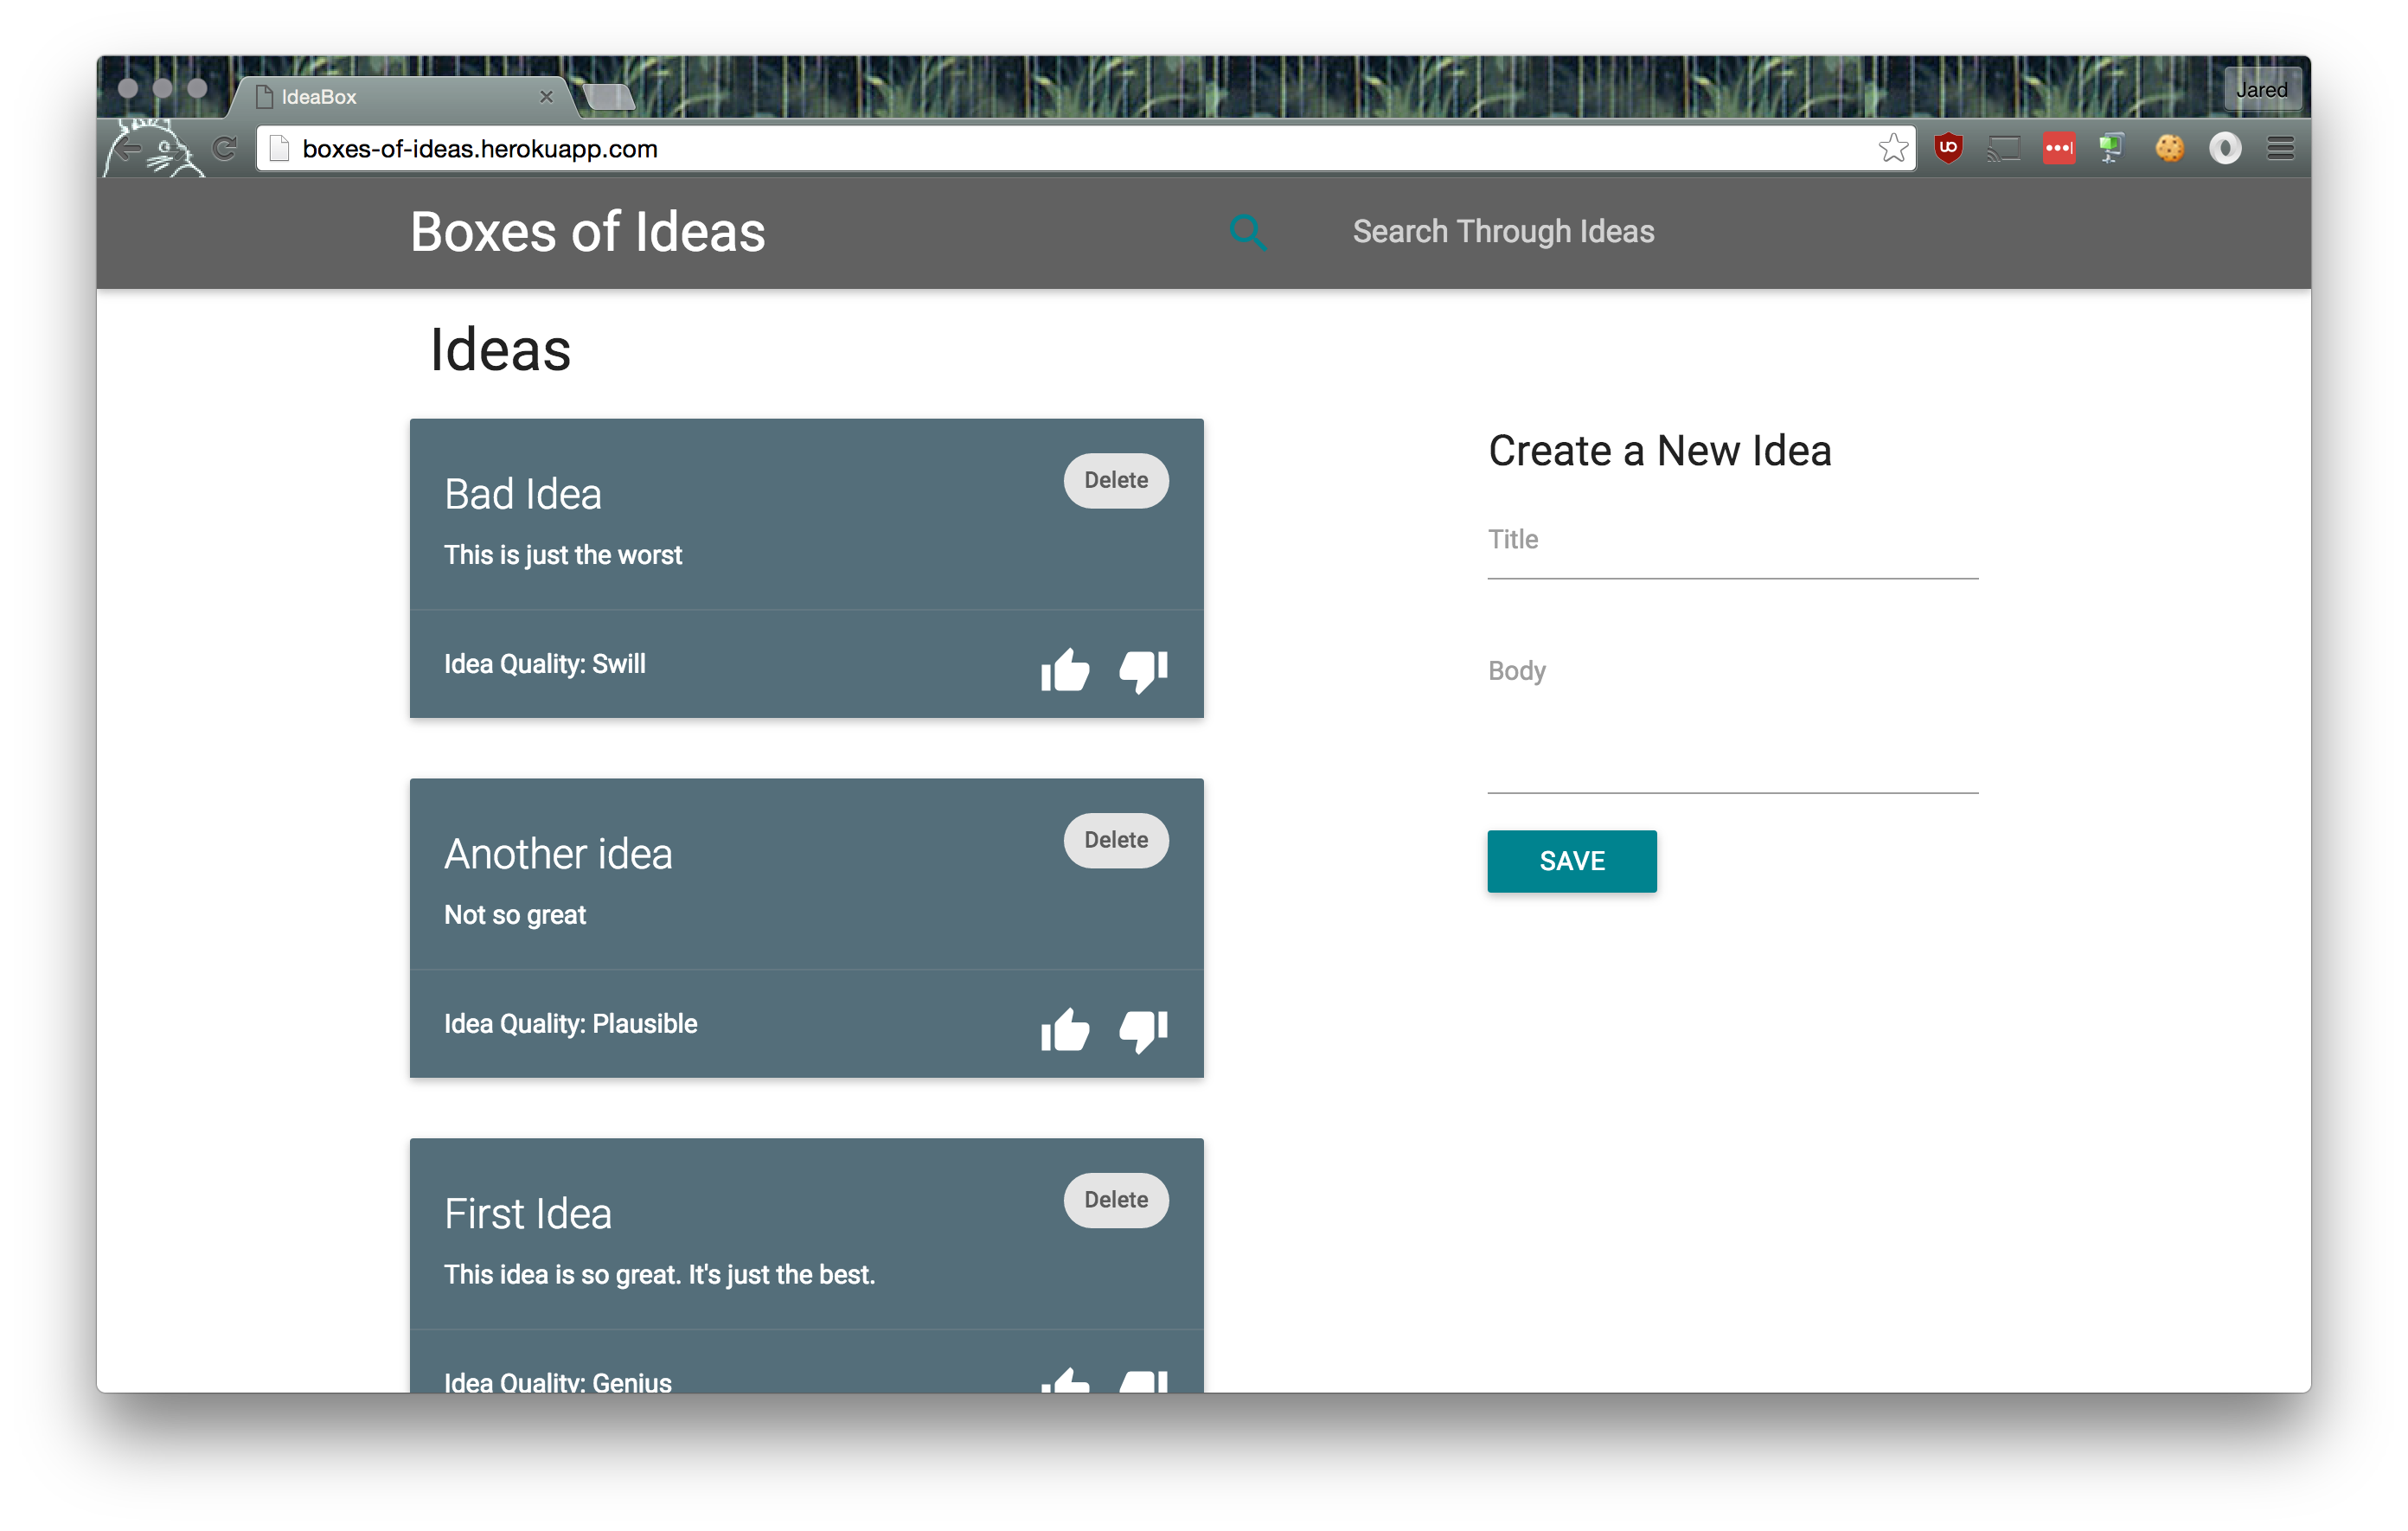 IdeaBox
Jared
boxes-of-ideas.herokuapp.com
Boxes of Ideas
Search Through Ideas
Ideas
Bad Idea
Delete
This is just the worst
Idea Quality: Swill
Another idea
Delete
Not so great
Idea Quality: Plausible
First Idea
Delete
This idea is so great. It's just the best.
Idea Quality: Genius
Create a New Idea
Title
Body
SAVE